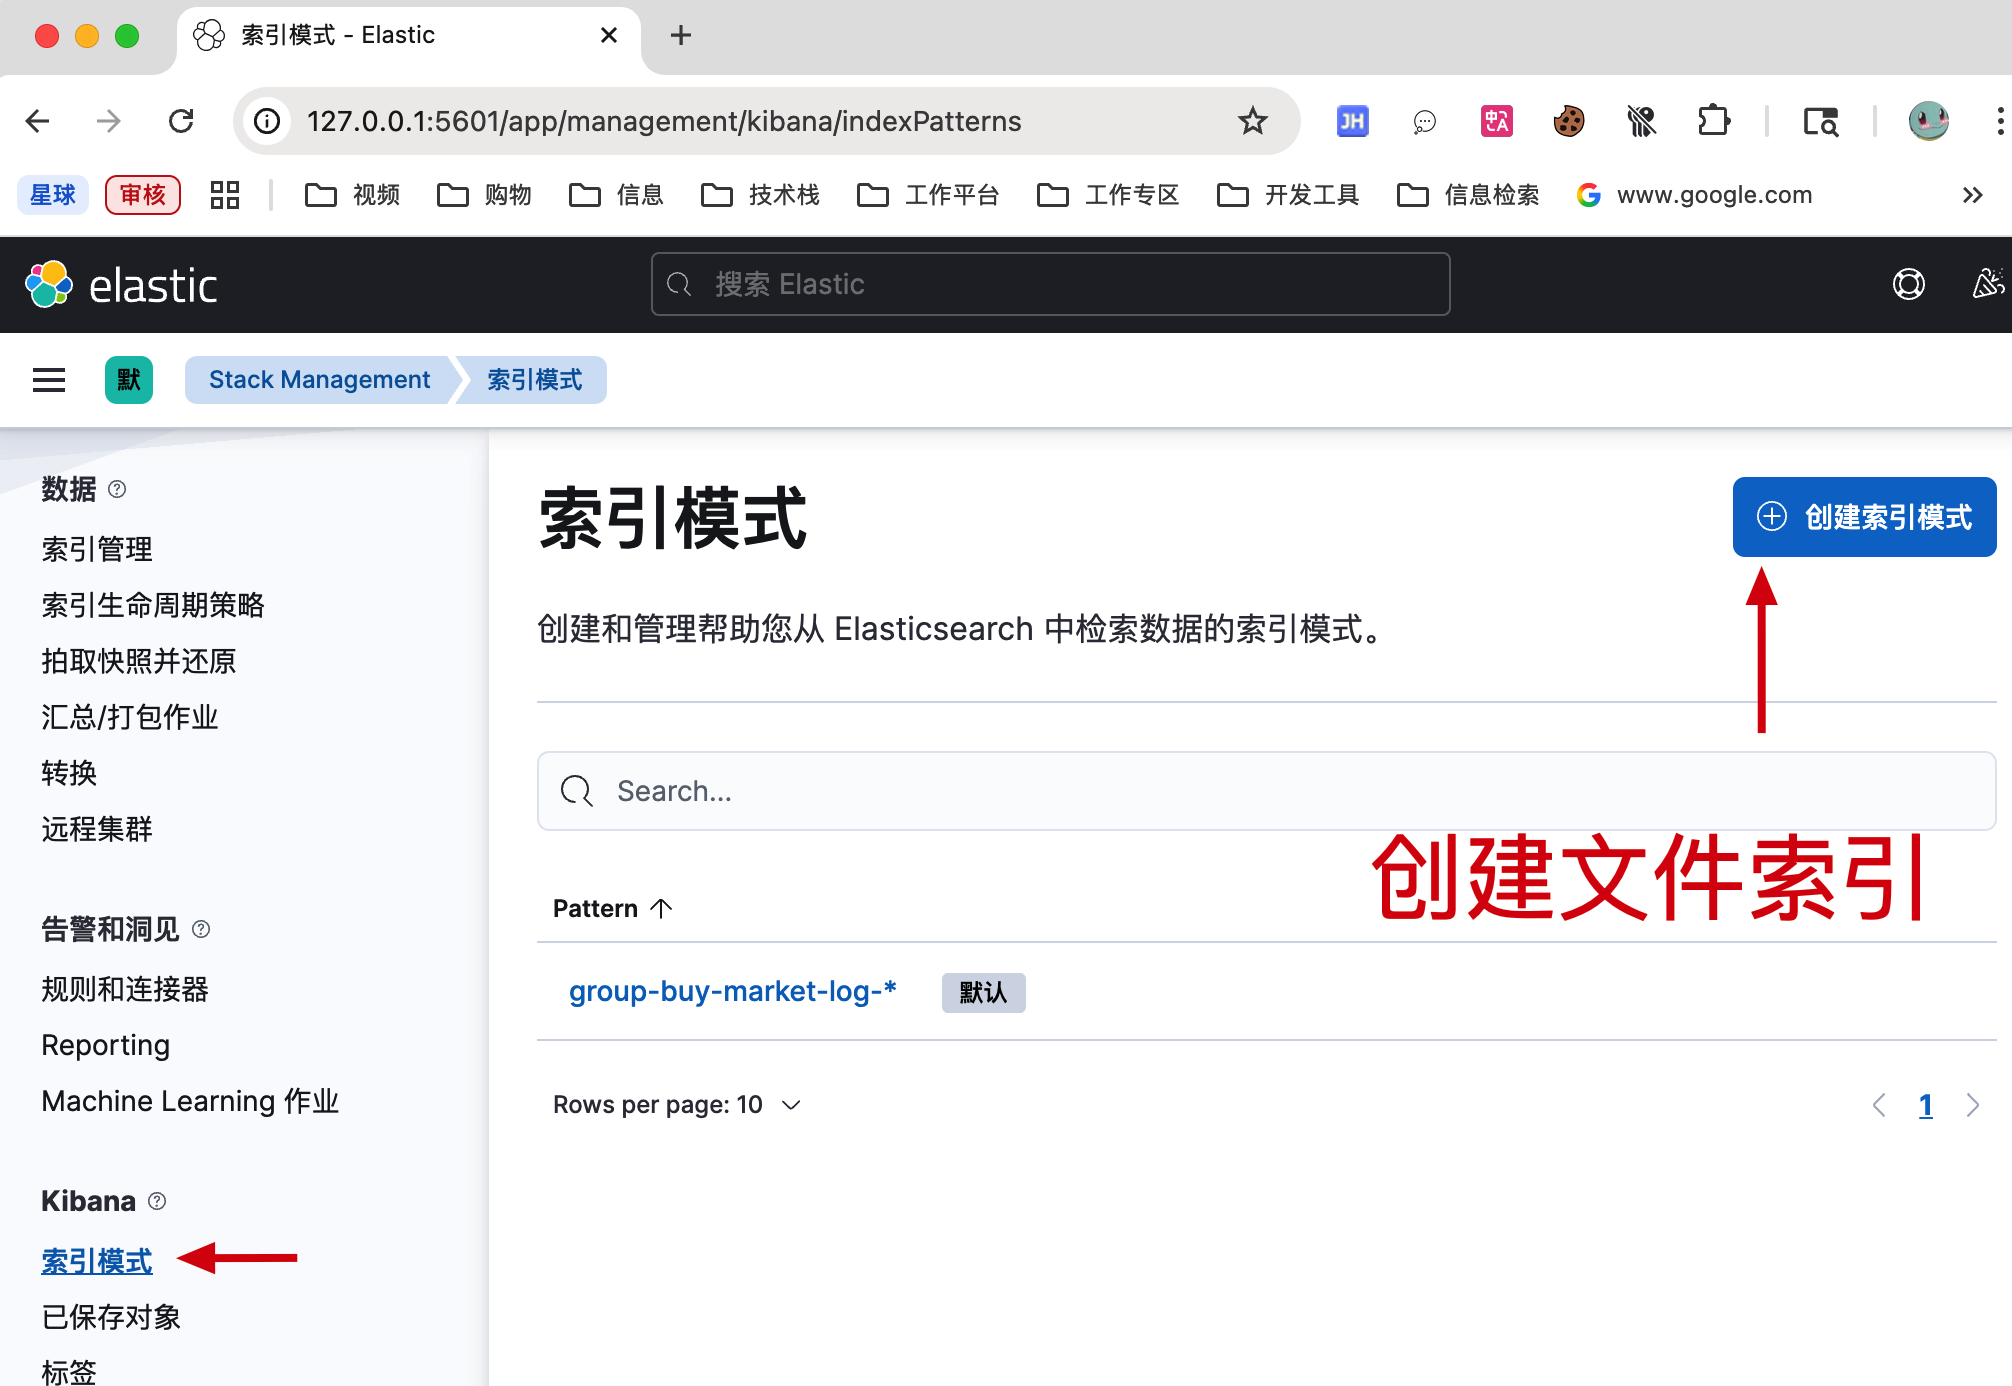 索引模式 - Elastic
127.0.0.1:5601/app/management/kibana/indexPatterns
JH
中A
星球 审核 视频 购物 信息 技术栈 工作平台 工作专区 开发工具 信息检索 www.google.com
elastic
搜索 Elastic
默 Stack Management 索引模式
数据
索引管理
索引生命周期策略
拍取快照并还原
汇总/打包作业
转换
远程集群
告警和洞见
规则和连接器
Reporting
Machine Learning 作业
Kibana
索引模式
已保存对象
标签
索引模式
创建索引模式
创建和管理帮助您从 Elasticsearch 中检索数据的索引模式。
Search...
创建文件索引
Pattern
group-buy-market-log-* 默认
Rows per page: 10
1